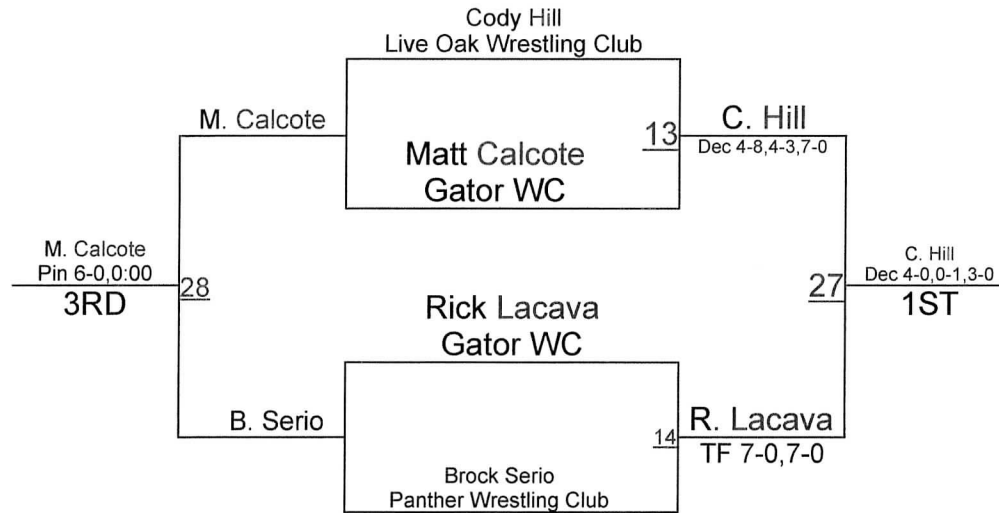 Cody Hill
Live Oak Wrestling Club
M. Calcote
13
C. Hill
Dec 4-8,4-3,7-0
Matt Calcote
Gator WC
M. Calcote
Pin 6-0,0:00
3RD
28
C. Hill
Dec 4-0,0-1,3-0
27
1ST
Rick Lacava
Gator WC
B. Serio
14
R. Lacava
TF 7-0,7-0
Brock Serio
Panther Wrestling Club